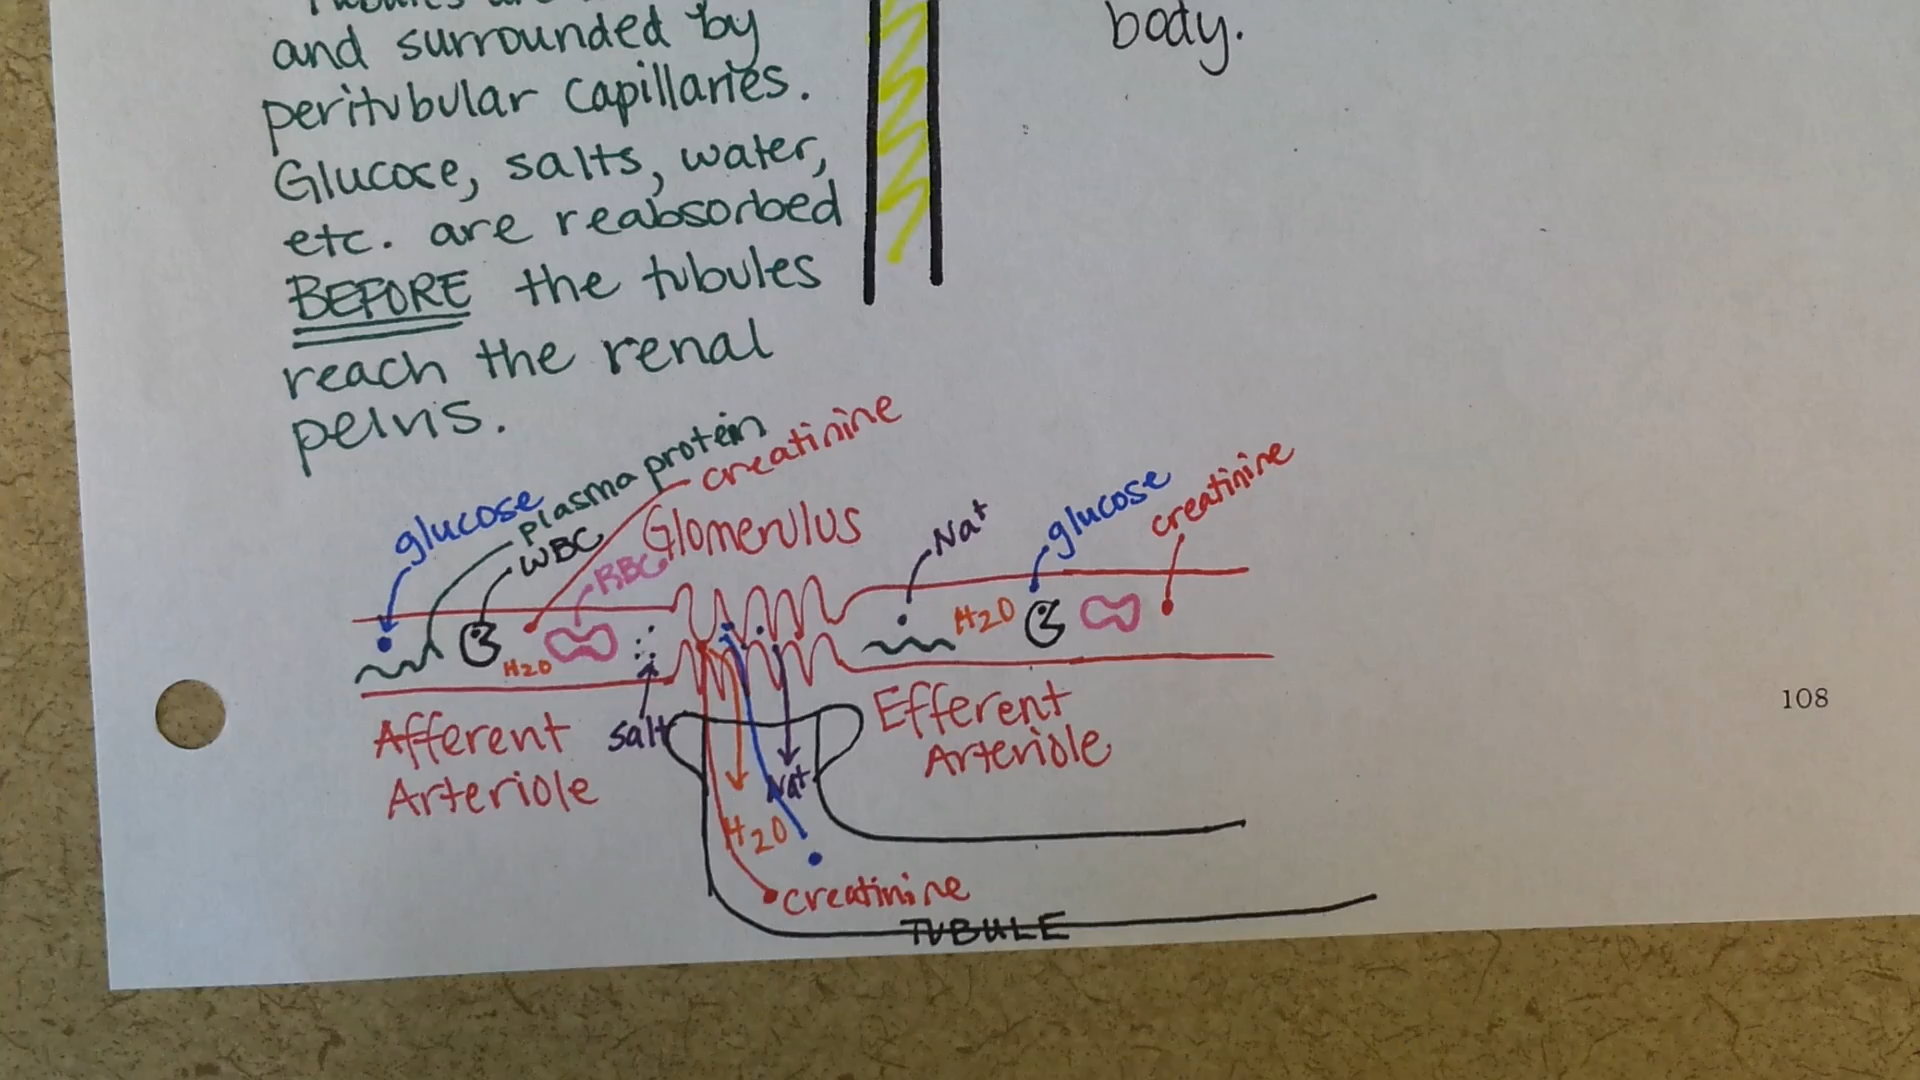 Tubules are
and surrounded by
peritubular capillaries.
Glucose, salts, water,
etc. are reabsorbed
BEFORE the tubules
reach the renal
pelvis.
body.
glucose
plasma protein
creatinine
WBC
RBC
Glomerulus
Na+
glucose
creatinine
H2O
H2O
salt
Afferent
Arteriole
Efferent
Arteriole
Na+
H2O
creatinine
TUBULE
108